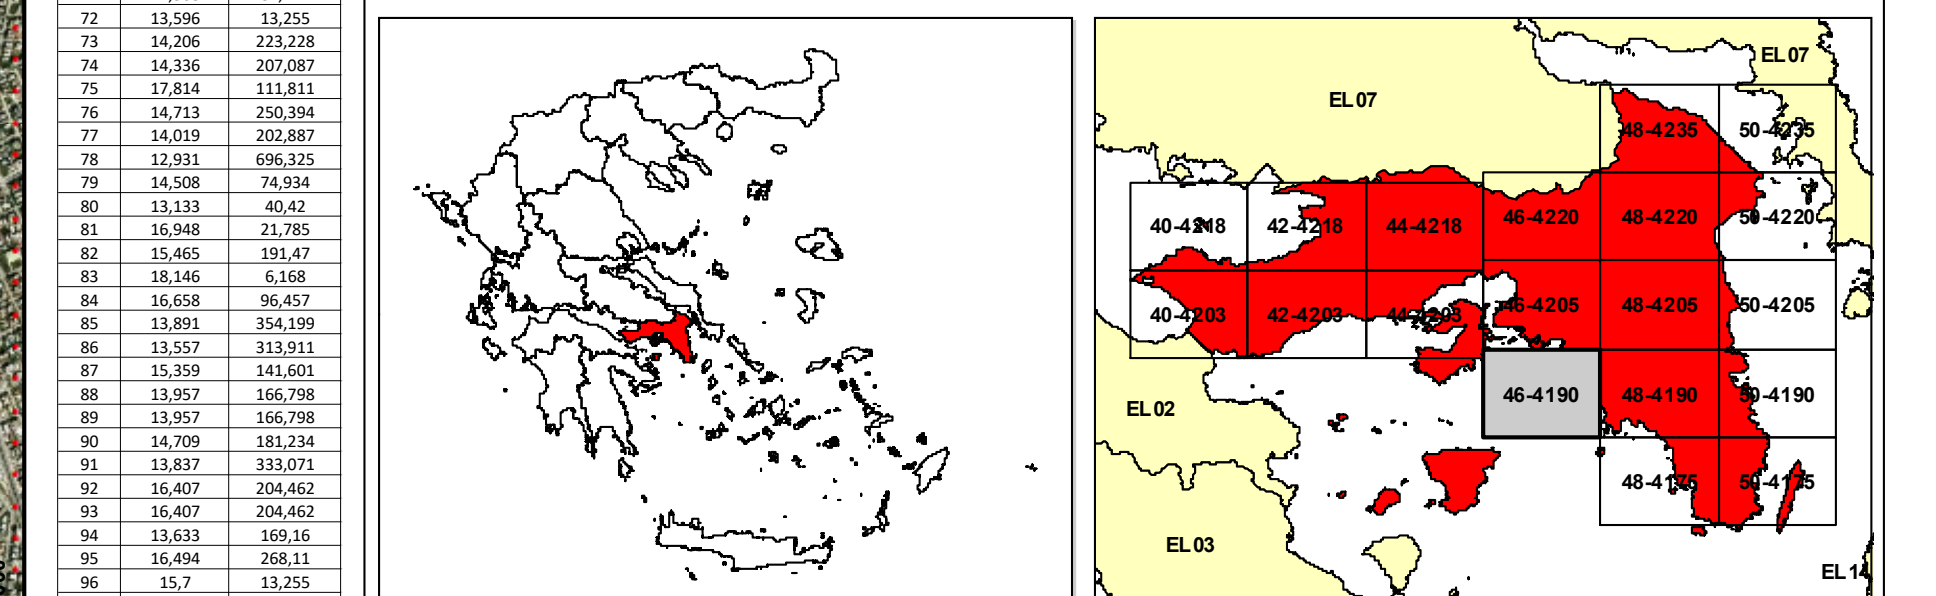 72 13,596 13,255
73 14,206 223,228
74 14,336 207,087
75 17,814 111,811
76 14,713 250,394
77 14,019 202,887
78 12,931 696,325
79 14,508 74,934
80 13,133 40,42
81 16,948 21,785
82 15,465 191,47
83 18,146 6,168
84 16,658 96,457
85 13,891 354,199
86 13,557 313,911
87 15,359 141,601
88 13,957 166,798
89 13,957 166,798
90 14,709 181,234
91 13,837 333,071
92 16,407 204,462
93 16,407 204,462
94 13,633 169,16
95 16,494 268,11
96 15,7 13,255
EL07
EL07
48-4235 50-4235
40-4218 42-4218 44-4218 46-4220 48-4220 50-4220
40-4203 42-4203 44-4203 46-4205 48-4205 50-4205
46-4190 48-4190 50-4190
EL02
48-4175 50-4175
EL03
EL14